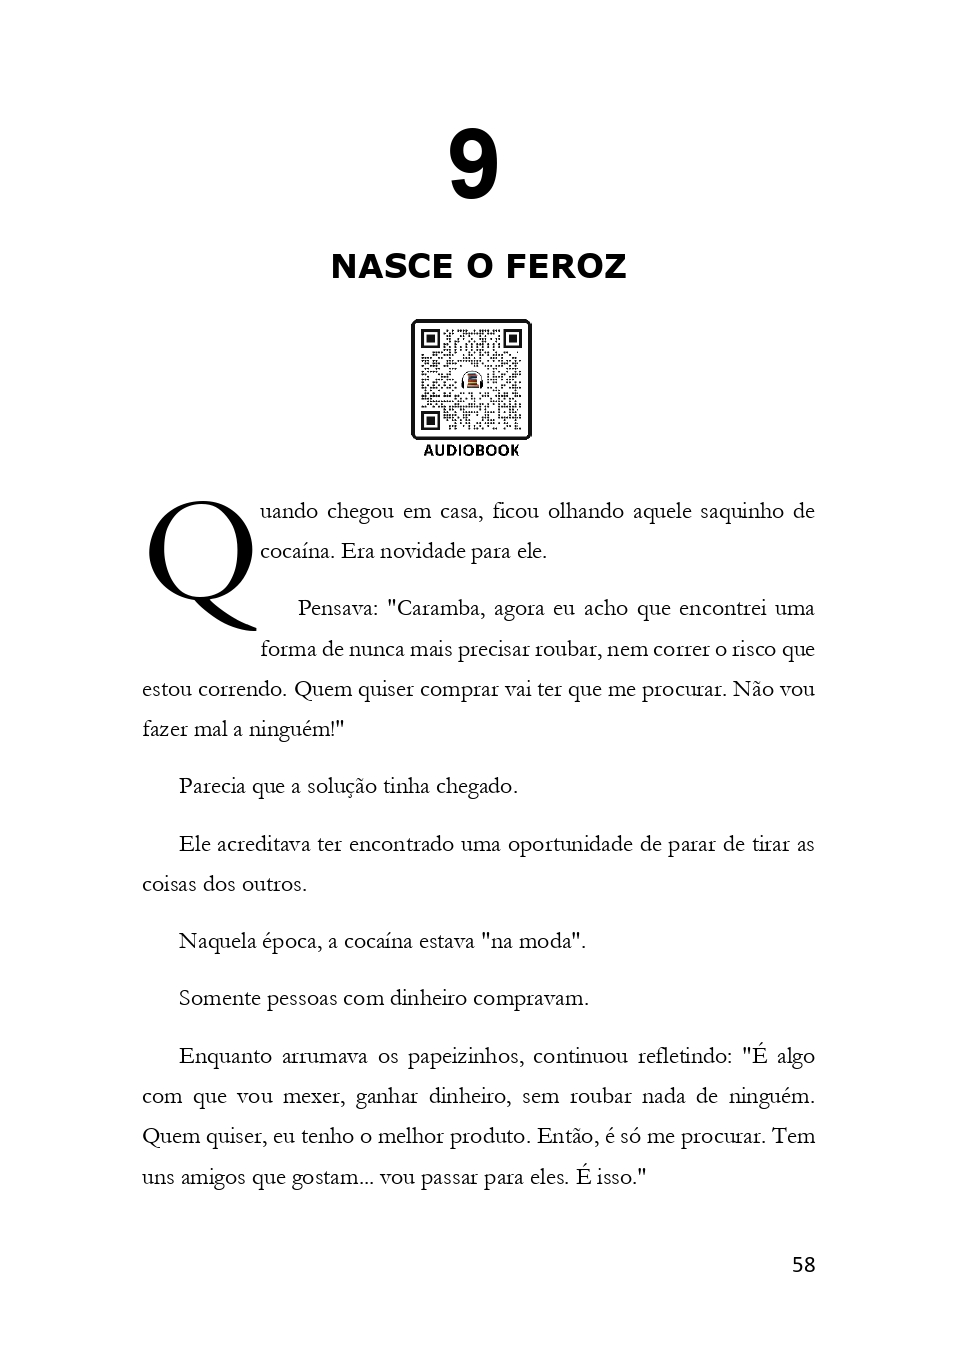 9
NASCE O FEROZ
AUDIOBOOK
Quando chegou em casa, ficou olhando aquele saquinho de
cocaína. Era novidade para ele.
Pensava: "Caramba, agora eu acho que encontrei uma
forma de nunca mais precisar roubar, nem correr o risco que
estou correndo. Quem quiser comprar vai ter que me procurar. Não vou
fazer mal a ninguém!"
Parecia que a solução tinha chegado.
Ele acreditava ter encontrado uma oportunidade de parar de tirar as
coisas dos outros.
Naquela época, a cocaína estava "na moda".
Somente pessoas com dinheiro compravam.
Enquanto arrumava os papeizinhos, continuou refletindo: "É algo
com que vou mexer, ganhar dinheiro, sem roubar nada de ninguém.
Quem quiser, eu tenho o melhor produto. Então, é só me procurar. Tem
uns amigos que gostam... vou passar para eles. É isso."
58